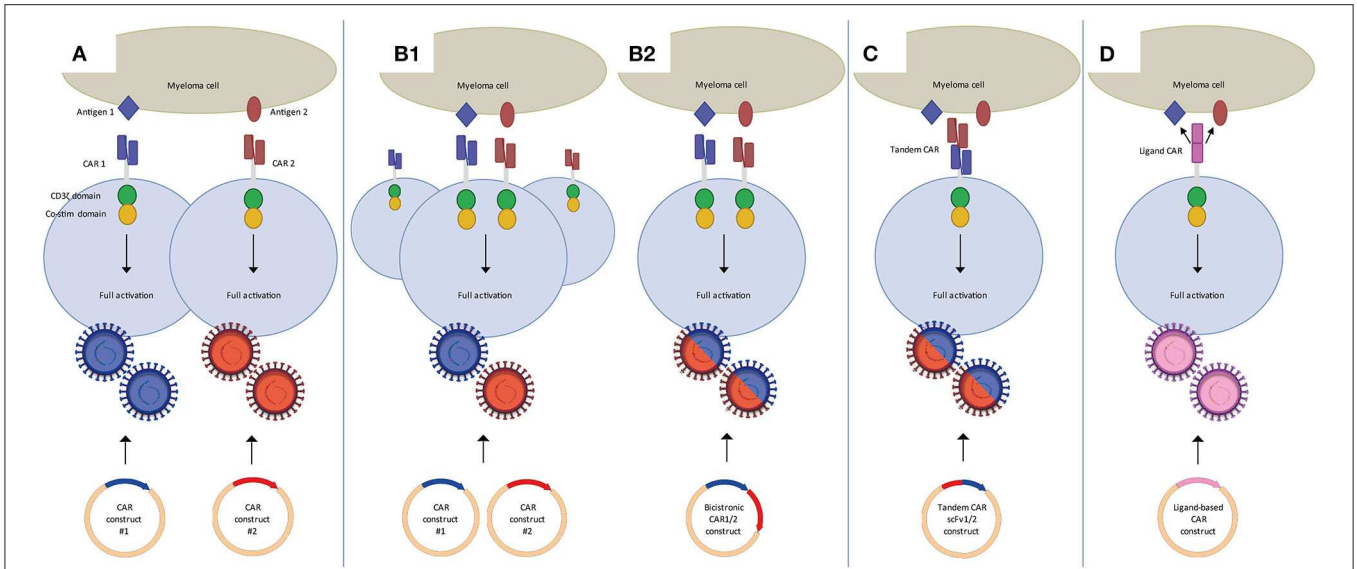 A
Myeloma cell
Antigen 1
Antigen 2
CAR 1
CAR 2
CD3ζ domain
Co-stim domain
Full activation
Full activation
CAR
construct
#1
CAR
construct
#2
B1
Myeloma cell
Full activation
CAR
construct
#1
CAR
construct
#2
B2
Myeloma cell
Full activation
Bicistronic
CAR1/2
construct
C
Myeloma cell
Tandem CAR
Full activation
Tandem CAR
scFv1/2
construct
D
Myeloma cell
Ligand CAR
Full activation
Ligand-based
CAR
construct